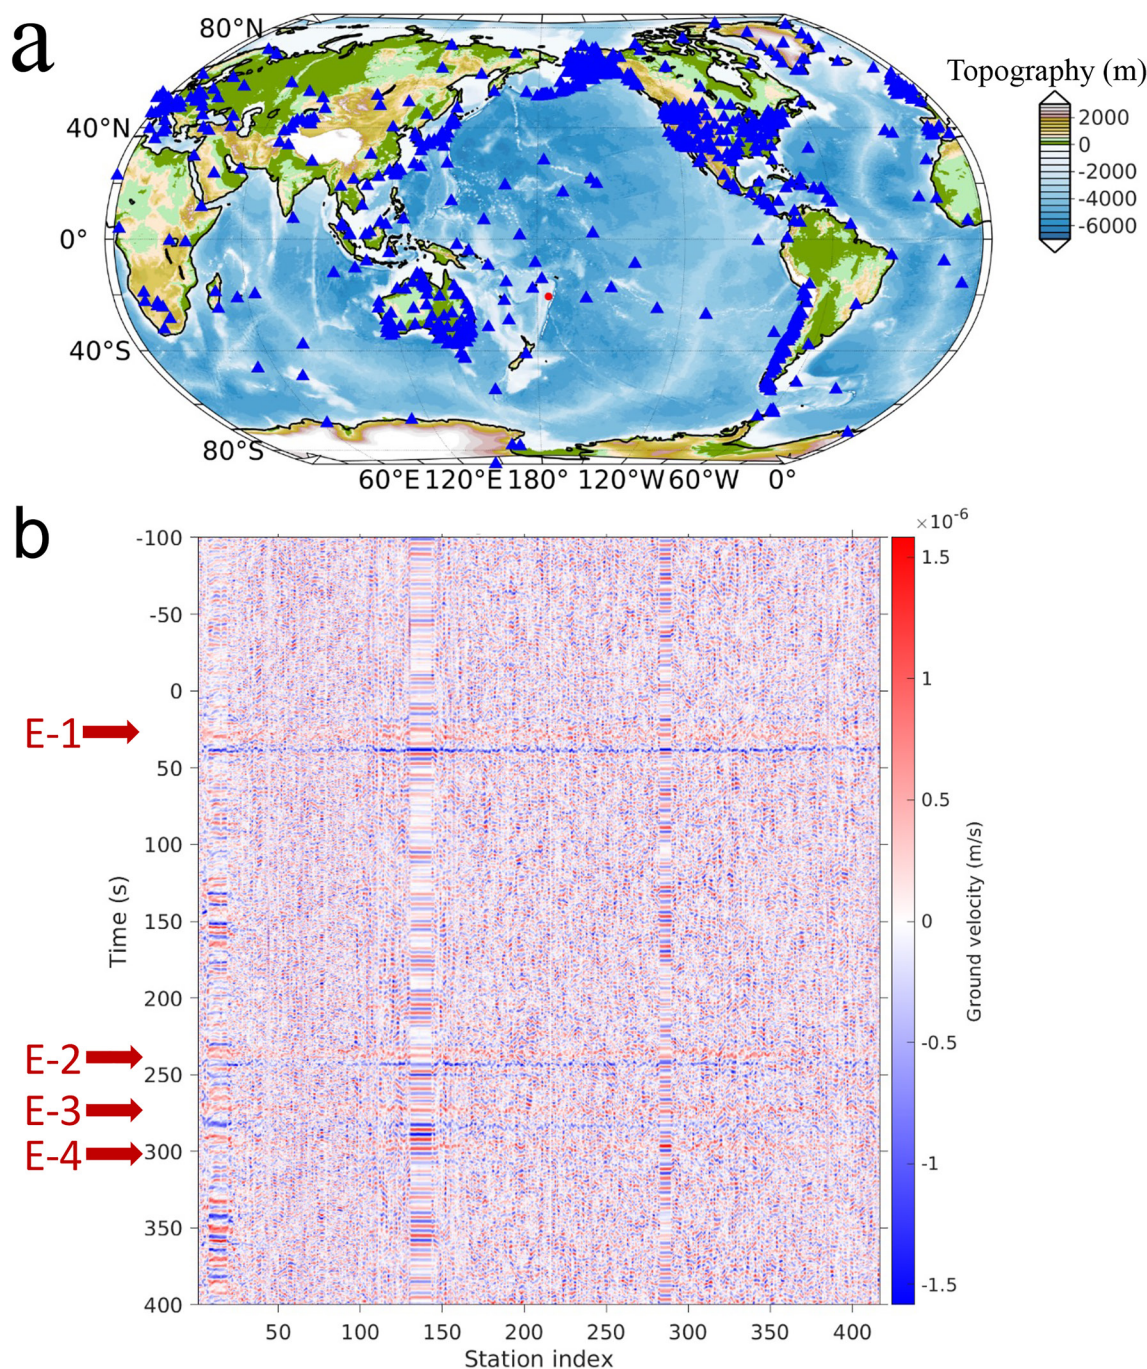 a
80°N
40°N
0°
40°S
80°S
60°E 120°E 180° 120°W 60°W 0°
Topography (m)
2000
0
-2000
-4000
-6000
b
-100
-50
0
50
100
150
200
250
300
350
400
Time (s)
E-1
E-2
E-3
E-4
50 100 150 200 250 300 350 400
Station index
×10⁻⁶
1.5
1
0.5
0
-0.5
-1
-1.5
Ground velocity (m/s)